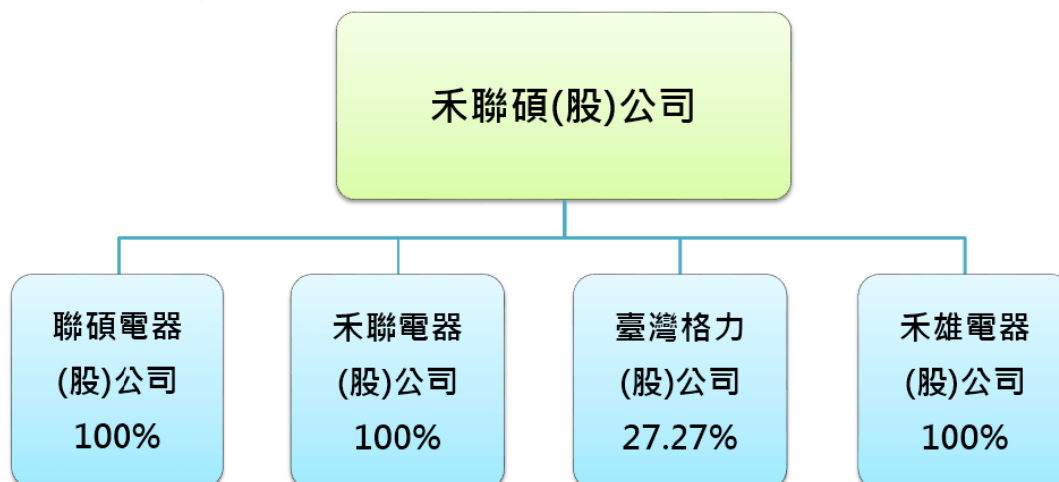 禾聯碩(股)公司
聯碩電器
(股)公司
100%
禾聯電器
(股)公司
100%
臺灣格力
(股)公司
27.27%
禾雄電器
(股)公司
100%